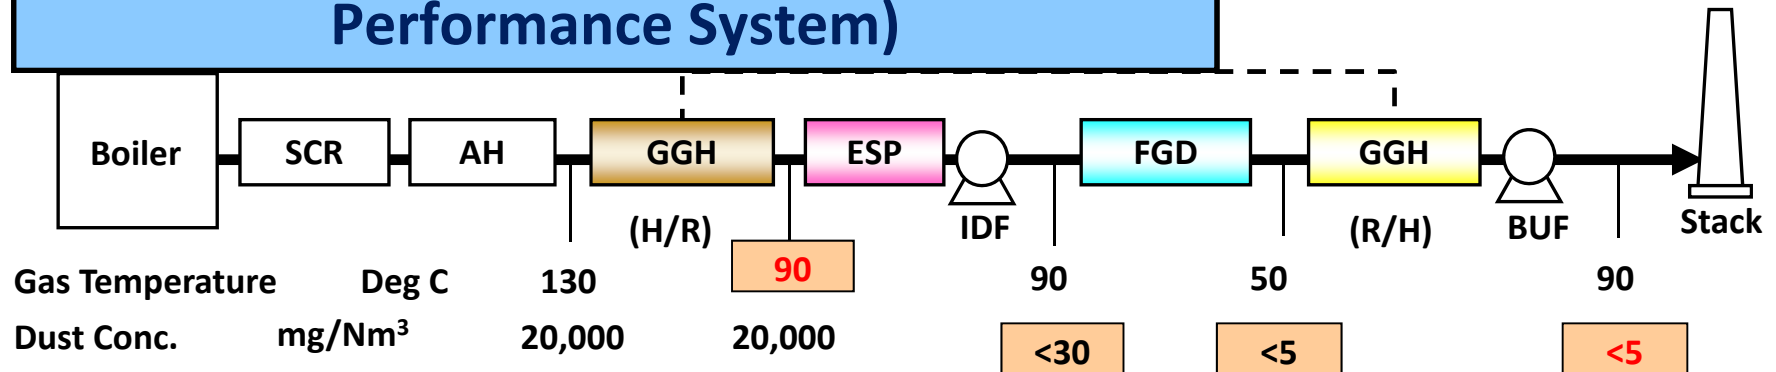 Performance System)
Boiler SCR AH GGH ESP FGD GGH
(H/R) IDF (R/H) BUF Stack
Gas Temperature Deg C 130 90 90 50 90
Dust Conc. mg/Nm³ 20,000 20,000 <30 <5 <5